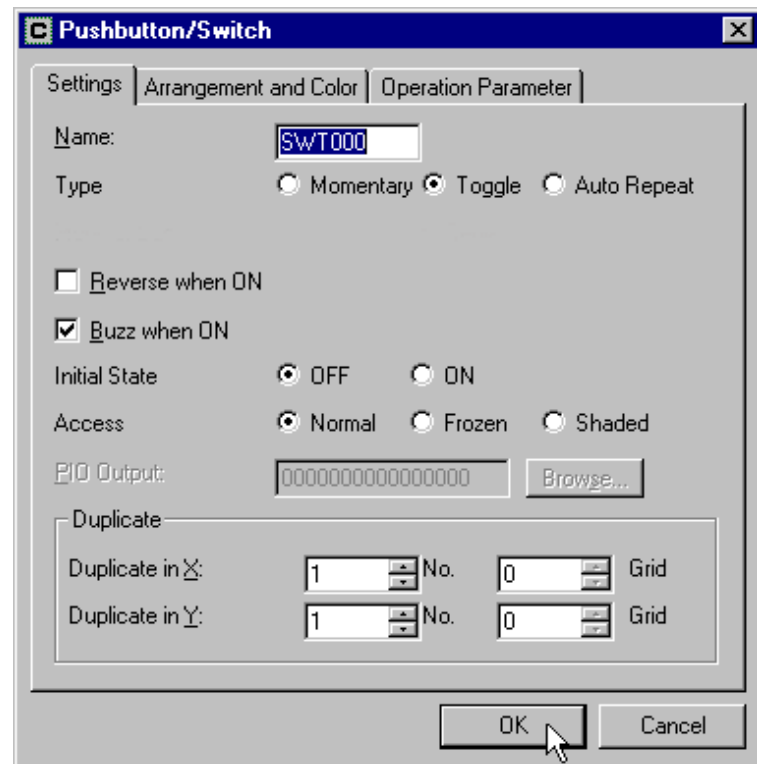 C Pushbutton/Switch
Settings Arrangement and Color Operation Parameter
Name: SWT000
Type Momentary Toggle Auto Repeat
Reverse when ON
Buzz when ON
Initial State OFF ON
Access Normal Frozen Shaded
PIO Output: 0000000000000000 Browse...
Duplicate
Duplicate in X: 1 No. 0 Grid
Duplicate in Y: 1 No. 0 Grid
OK Cancel